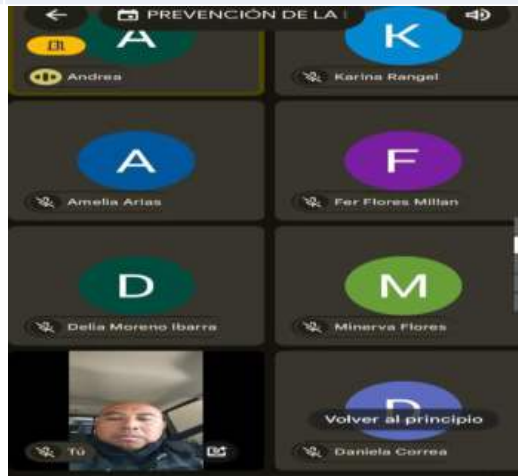 PREVENCIÓN DE LA
A
K
Andrea
Karina Rangel
A
F
Amelia Arias
Fer Flores Millan
D
M
Delia Moreno Ibarra
Minerva Flores
D
Volver al principio
Tú
Daniela Correa